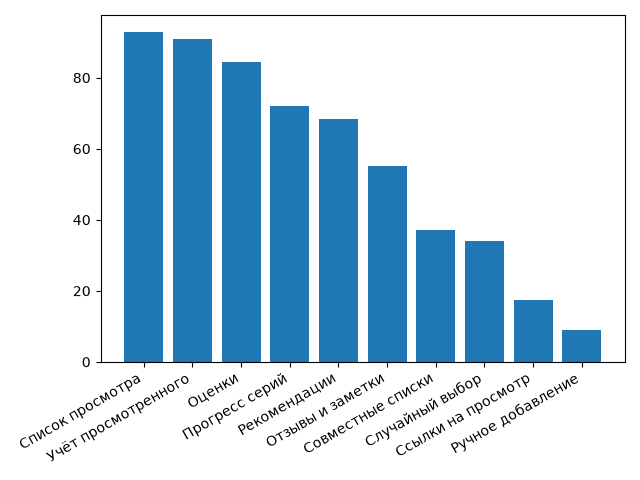 80
60
40
20
0
Список просмотра
Учёт просмотренного
Оценки
Прогресс серий
Рекомендации
Отзывы и заметки
Совместные списки
Случайный выбор
Ссылки на просмотр
Ручное добавление